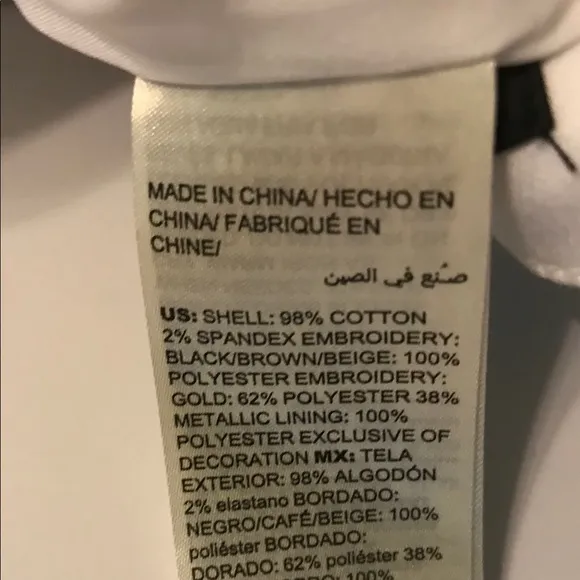 MADE IN CHINA/ HECHO EN
CHINA/ FABRIQUÉ EN
CHINE/
صُنع في الصين
US: SHELL: 98% COTTON
2% SPANDEX EMBROIDERY:
BLACK/BROWN/BEIGE: 100%
POLYESTER EMBROIDERY:
GOLD: 62% POLYESTER 38%
METALLIC LINING: 100%
POLYESTER EXCLUSIVE OF
DECORATION MX: TELA
EXTERIOR: 98% ALGODÓN
2% elastano BORDADO:
NEGRO/CAFÉ/BEIGE: 100%
poliéster BORDADO:
DORADO: 62% poliéster 38%
100%